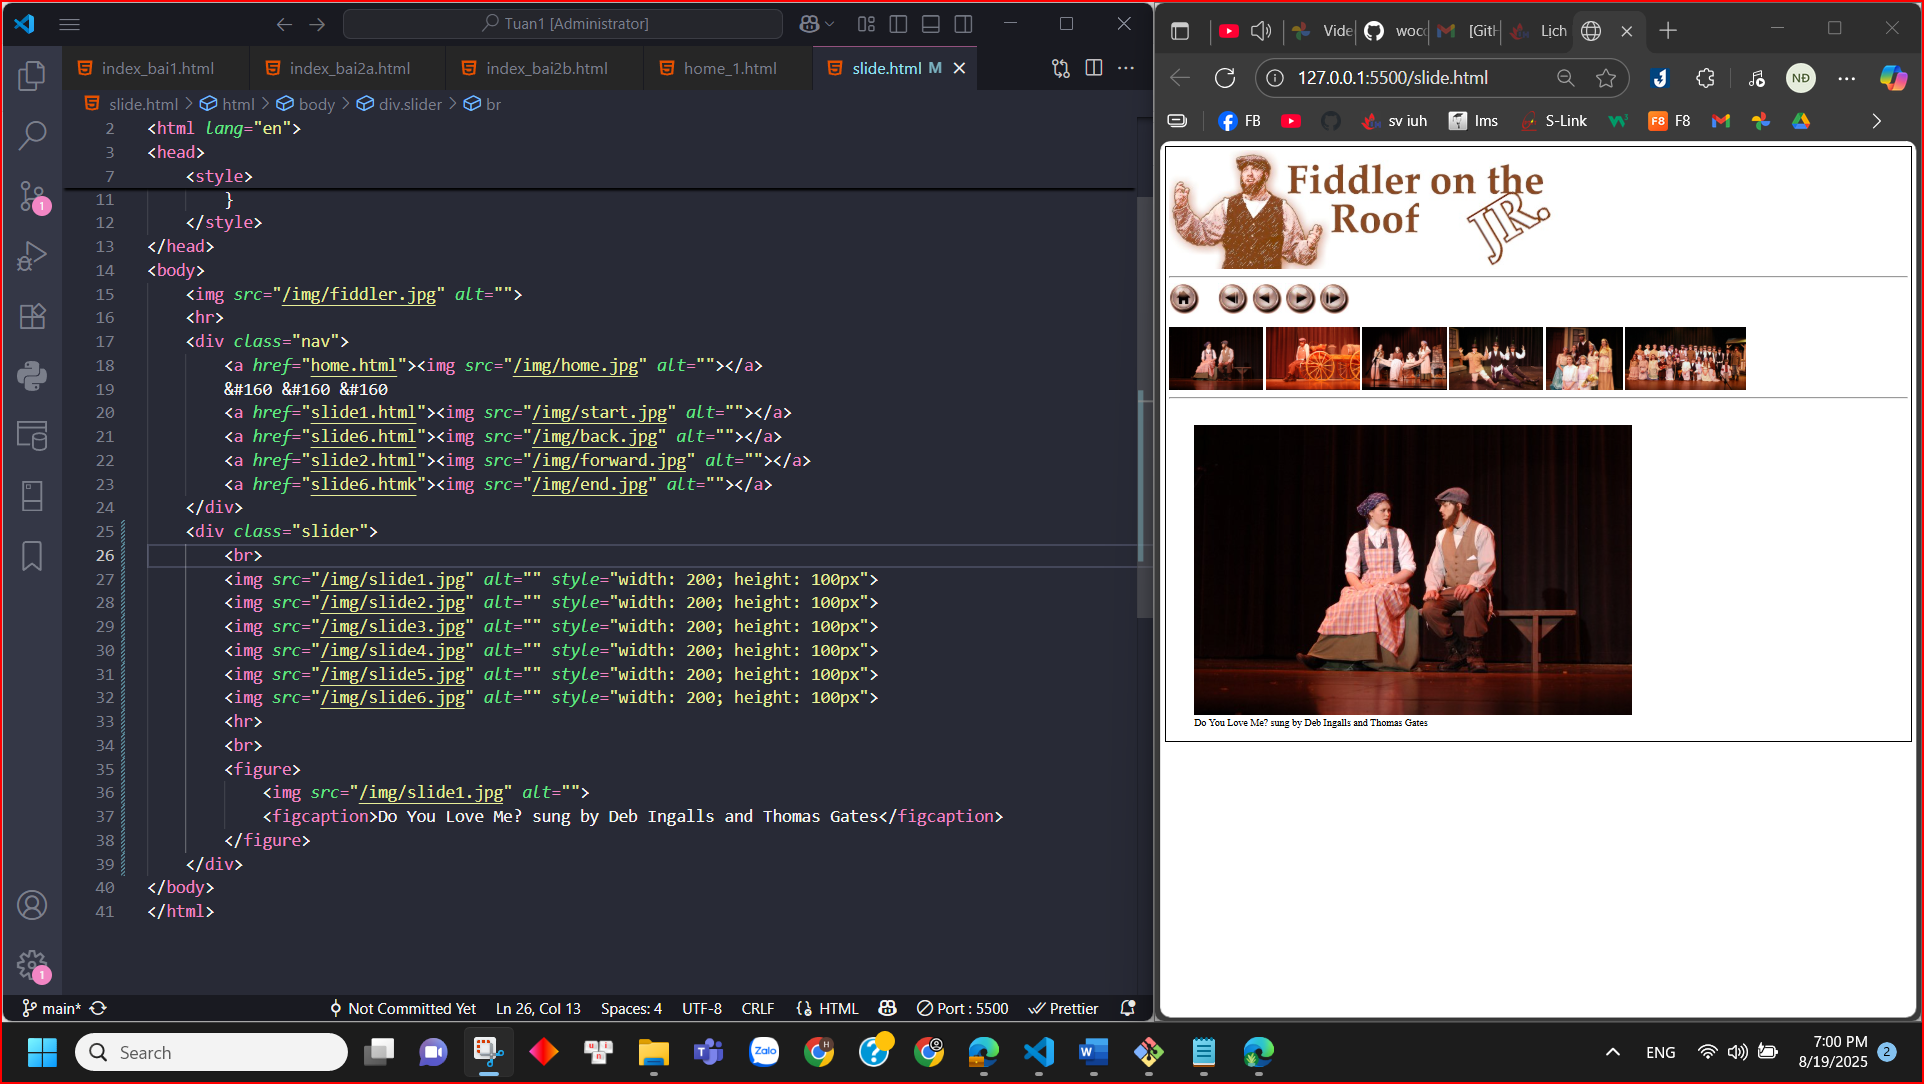 Tuan1 [Administrator]
index_bai1.html
index_bai2a.html
index_bai2b.html
home_1.html
slide.html M
slide.html > html > body > div.slider > br
2 <html lang="en">
3 <head>
7 <style>
11 }
12 </style>
13 </head>
14 <body>
15 <img src="/img/fiddler.jpg" alt="">
16 <hr>
17 <div class="nav">
18 <a href="home.html"><img src="/img/home.jpg" alt=""></a>
19 &#160 &#160 &#160
20 <a href="slide1.html"><img src="/img/start.jpg" alt=""></a>
21 <a href="slide6.html"><img src="/img/back.jpg" alt=""></a>
22 <a href="slide2.html"><img src="/img/forward.jpg" alt=""></a>
23 <a href="slide6.htmk"><img src="/img/end.jpg" alt=""></a>
24 </div>
25 <div class="slider">
26 <br>
27 <img src="/img/slide1.jpg" alt="" style="width: 200; height: 100px">
28 <img src="/img/slide2.jpg" alt="" style="width: 200; height: 100px">
29 <img src="/img/slide3.jpg" alt="" style="width: 200; height: 100px">
30 <img src="/img/slide4.jpg" alt="" style="width: 200; height: 100px">
31 <img src="/img/slide5.jpg" alt="" style="width: 200; height: 100px">
32 <img src="/img/slide6.jpg" alt="" style="width: 200; height: 100px">
33 <hr>
34 <br>
35 <figure>
36 <img src="/img/slide1.jpg" alt="">
37 <figcaption>Do You Love Me? sung by Deb Ingalls and Thomas Gates</figcaption>
38 </figure>
39 </div>
40 </body>
41 </html>
1
1
main*
Not Committed Yet
Ln 26, Col 13
Spaces: 4
UTF-8
CRLF
HTML
Port : 5500
Prettier
Vide
woco
[GitH
Lịch
127.0.0.1:5500/slide.html
NĐ
FB
sv iuh
lms
S-Link
F8 F8
Fiddler on the
Roof JR.
Do You Love Me? sung by Deb Ingalls and Thomas Gates
Search
Zalo
ENG
7:00 PM
8/19/2025
2